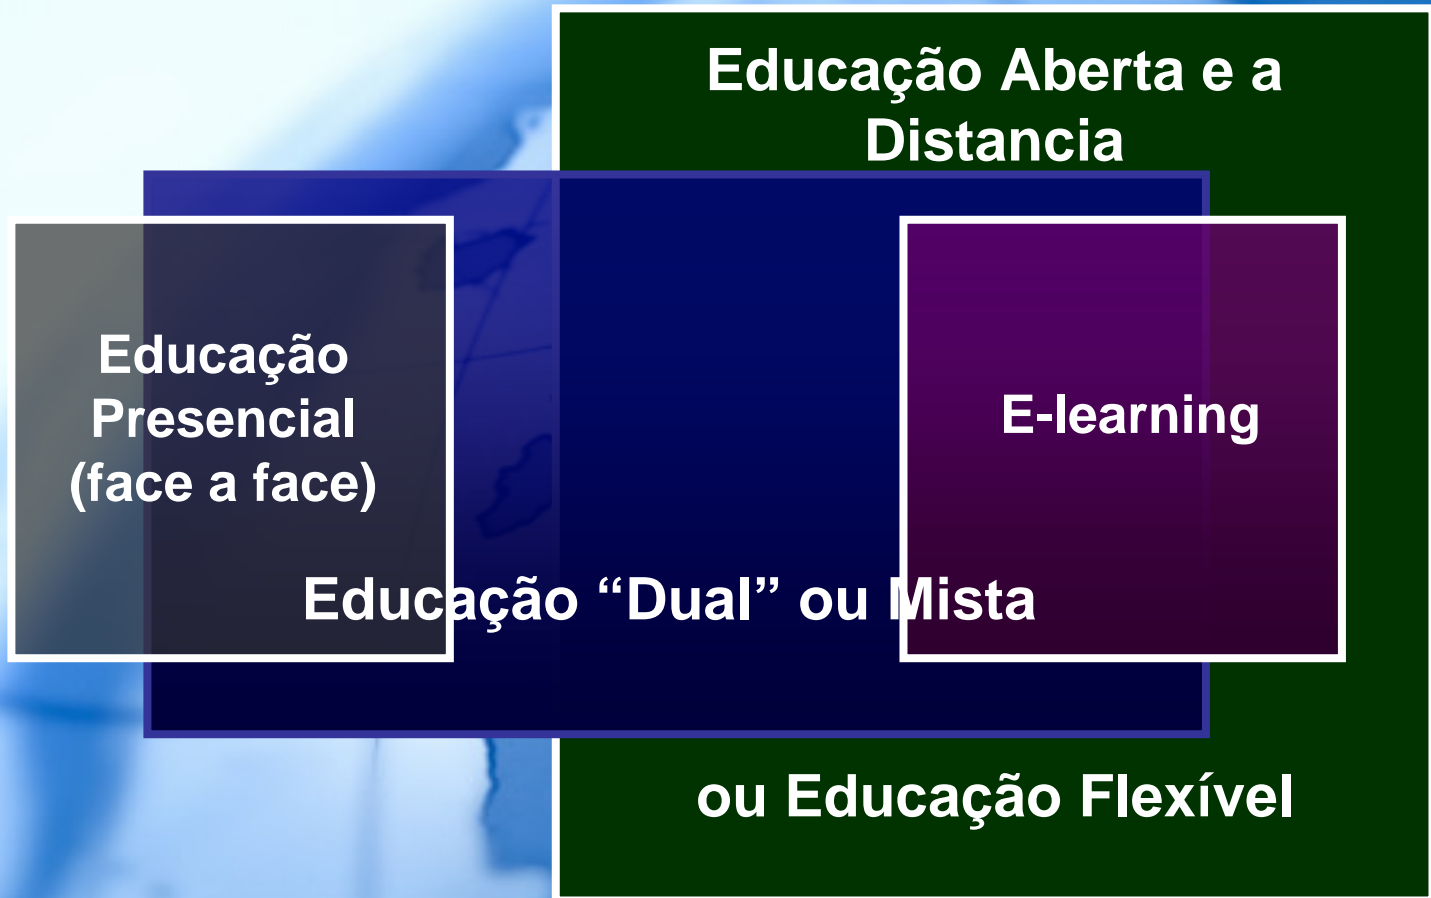 Educação Aberta e a
Distancia
Educação
Presencial
(face a face)
E-learning
Educação “Dual” ou Mista
ou Educação Flexível